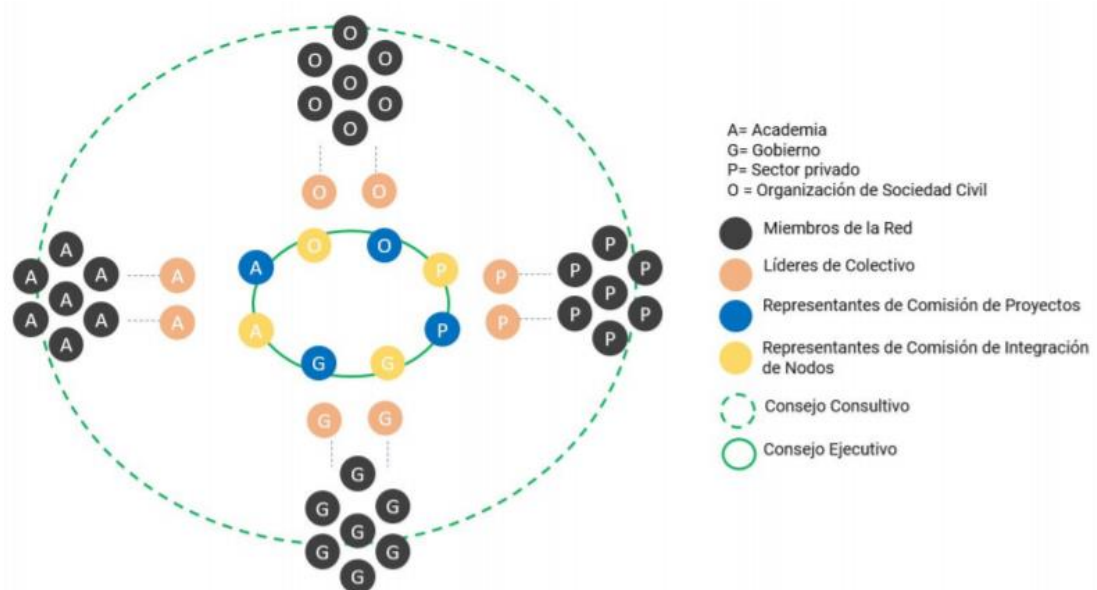 O
O O
O
O O
O
O O
O O
A P
A G
G P
A
A A
A
A A
A
A
A
P
P
P
P P
P
P P
P
G G
G
G G
G
G G
G
A= Academia
G= Gobierno
P= Sector privado
O = Organización de Sociedad Civil
Miembros de la Red
Líderes de Colectivo
Representantes de Comisión de Proyectos
Representantes de Comisión de Integración
de Nodos
Consejo Consultivo
Consejo Ejecutivo